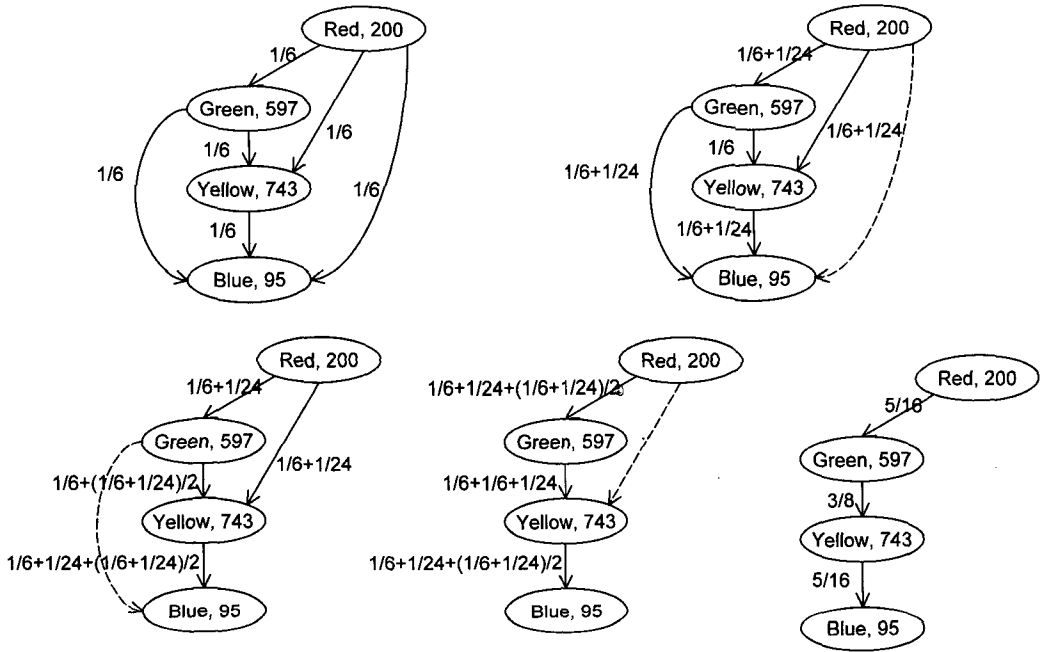 Red, 200
1/6
Green, 597
1/6
1/6
1/6
Yellow, 743
1/6
1/6
Blue, 95
Red, 200
1/6+1/24
Green, 597
1/6+1/24
1/6
1/6+1/24
Yellow, 743
1/6+1/24
Blue, 95
Red, 200
1/6+1/24
Green, 597
1/6+1/24
1/6+(1/6+1/24)/2
Yellow, 743
1/6+1/24+(1/6+1/24)/2
Blue, 95
Red, 200
1/6+1/24+(1/6+1/24)/2
Green, 597
1/6+1/6+1/24
Yellow, 743
1/6+1/24+(1/6+1/24)/2
Blue, 95
Red, 200
5/16
Green, 597
3/8
Yellow, 743
5/16
Blue, 95